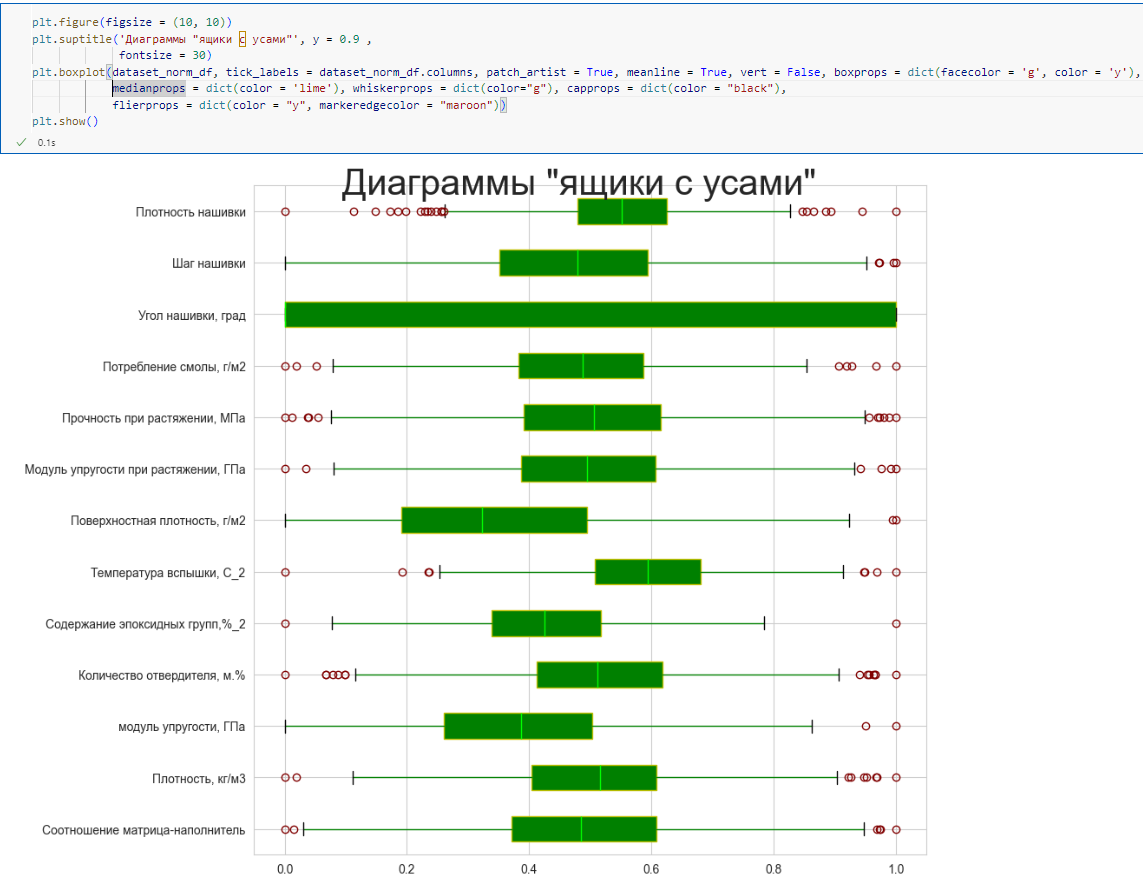 plt.figure(figsize = (10, 10))
plt.suptitle('Диаграммы "ящики с усами"', y = 0.9 ,
fontsize = 30)
plt.boxplot(dataset_norm_df, tick_labels = dataset_norm_df.columns, patch_artist = True, meanline = True, vert = False, boxprops = dict(facecolor = 'g', color = 'y'),
medianprops = dict(color = 'lime'), whiskerprops = dict(color="g"), capprops = dict(color = "black"),
flierprops = dict(color = "y", markeredgecolor = "maroon"))
plt.show()
0.1s
Диаграммы "ящики с усами"
Плотность нашивки
Шаг нашивки
Угол нашивки, град
Потребление смолы, г/м2
Прочность при растяжении, МПа
Модуль упругости при растяжении, ГПа
Поверхностная плотность, г/м2
Температура вспышки, С_2
Содержание эпоксидных групп,%_2
Количество отвердителя, м.%
модуль упругости, ГПа
Плотность, кг/м3
Соотношение матрица-наполнитель
0.0 0.2 0.4 0.6 0.8 1.0